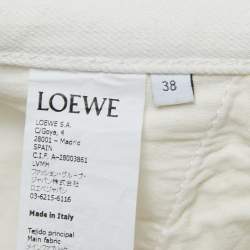 LOEWE
38
LOEWE S.A.
C/Goya, 4
28001 - Madrid
SPAIN
C.I.F. A-28003861
LVMH
ファッション・グループ・
ジャパン株式会社
ロエベジャパン
03-6215-6116
Made in Italy
Tejido principal
Main fabric